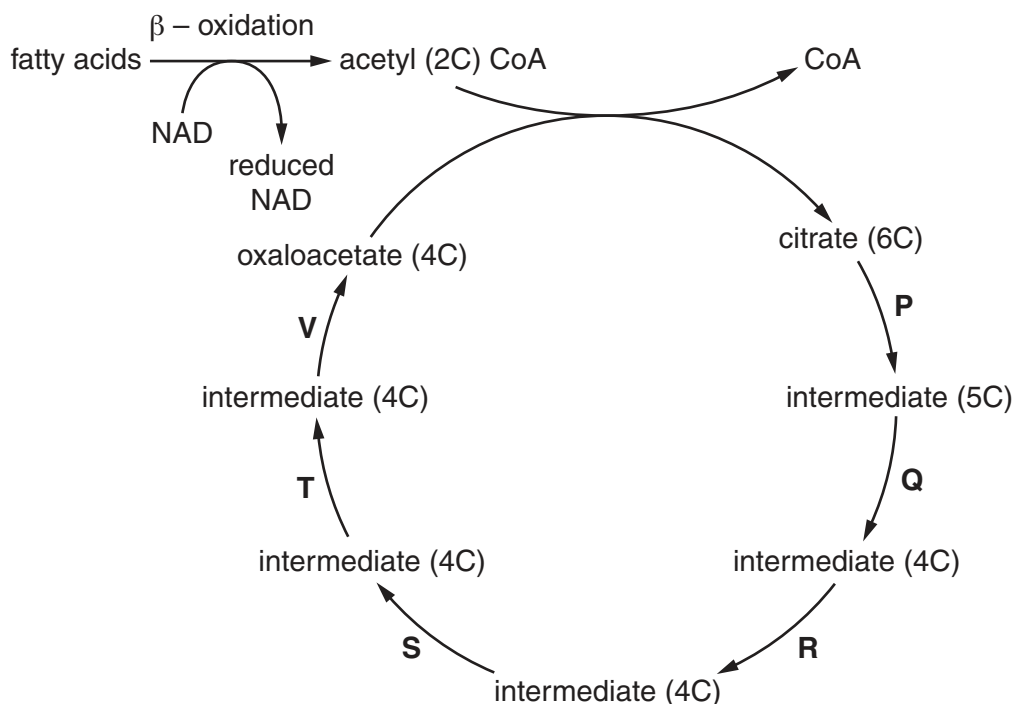 β – oxidation
fatty acids
acetyl (2C) CoA
CoA
NAD
reduced
NAD
oxaloacetate (4C)
citrate (6C)
P
V
intermediate (4C)
intermediate (5C)
Q
T
intermediate (4C)
intermediate (4C)
S
R
intermediate (4C)